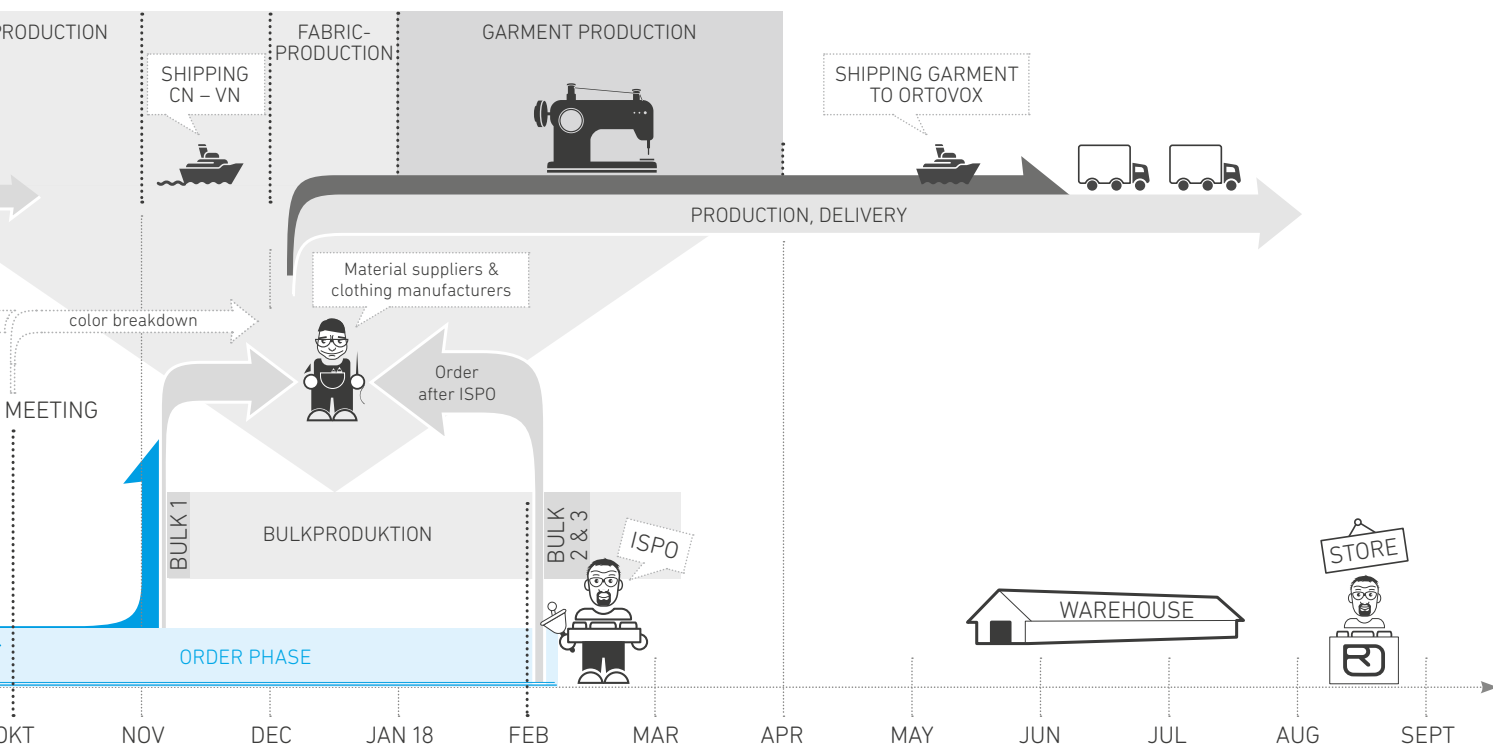 PRODUCTION
FABRIC-
PRODUCTION
GARMENT PRODUCTION
SHIPPING
CN – VN
SHIPPING GARMENT
TO ORTOVOX
PRODUCTION, DELIVERY
Material suppliers &
clothing manufacturers
color breakdown
Order
after ISPO
MEETING
BULK 1
BULKPRODUKTION
BULK
2 & 3
ISPO
STORE
WAREHOUSE
ORDER PHASE
OKT
NOV
DEC
JAN 18
FEB
MAR
APR
MAY
JUN
JUL
AUG
SEPT